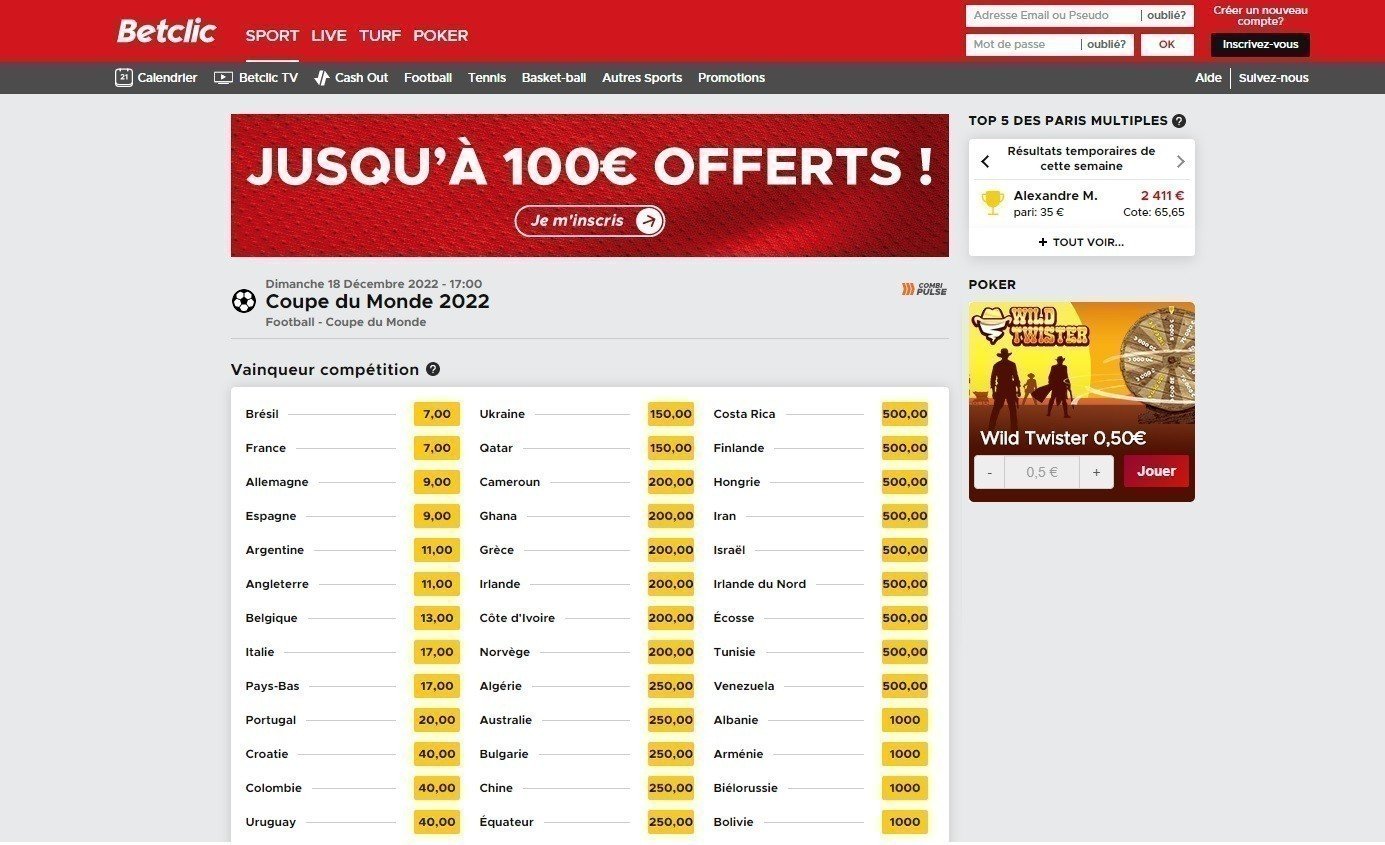 Betclic
SPORT LIVE TURF POKER
Adresse Email ou Pseudo | oublié?
Mot de passe | oublié? OK
Créer un nouveau
compte?
Inscrivez-vous
21 Calendrier Betclic TV Cash Out Football Tennis Basket-ball Autres Sports Promotions
Aide Suivez-nous
JUSQU'À 100€ OFFERTS !
Je m'inscris
Dimanche 18 Décembre 2022 - 17:00
Coupe du Monde 2022
Football - Coupe du Monde
COMBI
PULSE
Vainqueur compétition ?
Brésil 7,00 Ukraine 150,00 Costa Rica 500,00
France 7,00 Qatar 150,00 Finlande 500,00
Allemagne 9,00 Cameroun 200,00 Hongrie 500,00
Espagne 9,00 Ghana 200,00 Iran 500,00
Argentine 11,00 Grèce 200,00 Israël 500,00
Angleterre 11,00 Irlande 200,00 Irlande du Nord 500,00
Belgique 13,00 Côte d'Ivoire 200,00 Écosse 500,00
Italie 17,00 Norvège 200,00 Tunisie 500,00
Pays-Bas 17,00 Algérie 250,00 Venezuela 500,00
Portugal 20,00 Australie 250,00 Albanie 1000
Croatie 40,00 Bulgarie 250,00 Arménie 1000
Colombie 40,00 Chine 250,00 Biélorussie 1000
Uruguay 40,00 Équateur 250,00 Bolivie 1000
TOP 5 DES PARIS MULTIPLES ?
Résultats temporaires de
cette semaine
Alexandre M. 2 411 €
pari: 35 € Cote: 65,65
+ TOUT VOIR...
POKER
WILD
TWISTER
Wild Twister 0,50€
- 0,5 € + Jouer